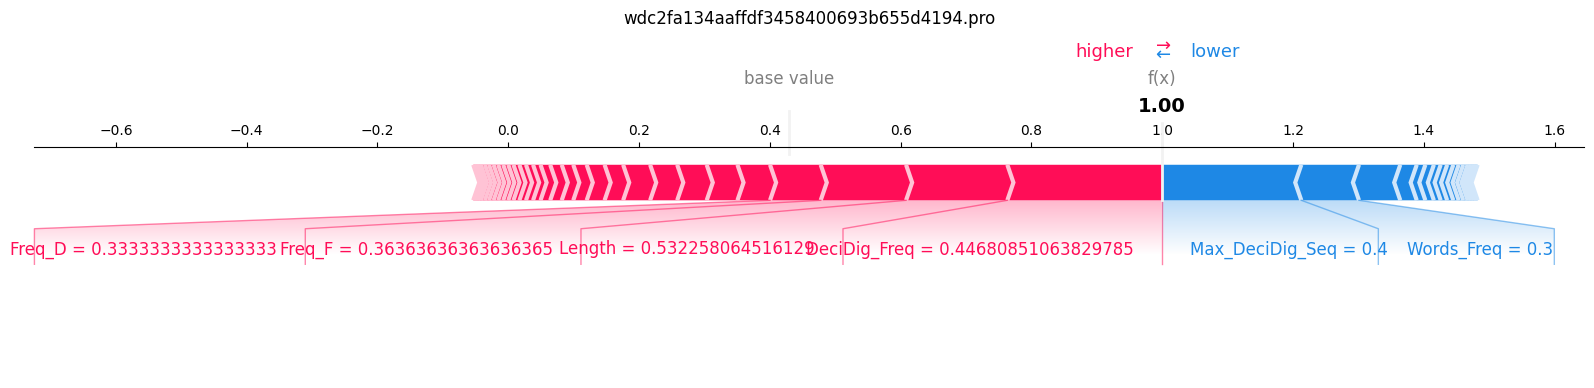 wdc2fa134aaffdf3458400693b655d4194.pro
higher ⇄ lower
base value f(x)
1.00
−0.6 −0.4 −0.2 0.0 0.2 0.4 0.6 0.8 1.0 1.2 1.4 1.6
Freq_D = 0.3333333333333333 Freq_F = 0.36363636363636365 Length = 0.532258064516129 DeciDig_Freq = 0.44680851063829785 Max_DeciDig_Seq = 0.4 Words_Freq = 0.3